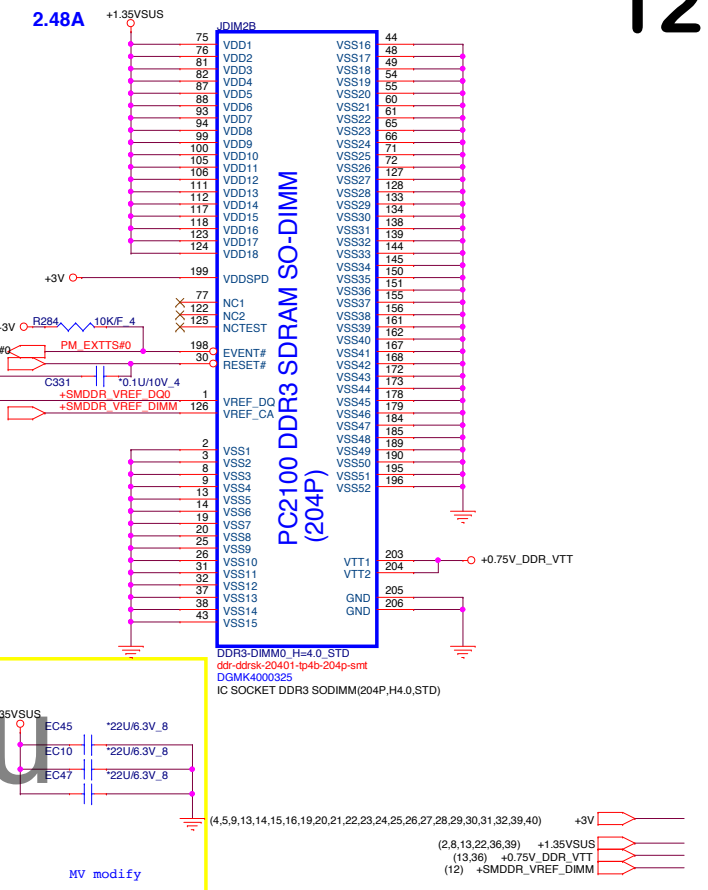 2.48A
+1.35VSUS
12
JDIM2B
75 VDD1 VSS16 44
76 VDD2 VSS17 48
81 VDD3 VSS18 49
82 VDD4 VSS19 54
87 VDD5 VSS20 55
88 VDD6 VSS21 60
93 VDD7 VSS22 61
94 VDD8 VSS23 65
99 VDD9 VSS24 66
100 VDD10 VSS25 71
105 VDD11 VSS26 72
106 VDD12 VSS27 127
111 VDD13 VSS28 128
112 VDD14 VSS29 133
117 VDD15 VSS30 134
118 VDD16 VSS31 138
123 VDD17 VSS32 139
124 VDD18 VSS33 144
VSS34 145
+3V 199 VDDSPD VSS35 150
VSS36 151
77 NC1 VSS37 155
122 NC2 VSS38 156
125 NCTEST VSS39 161
VSS40 162
+3V R284 10K/F_4
VSS41 167
#0 PM_EXTTS#0 198 EVENT# VSS42 168
30 RESET# VSS43 172
VSS44 173
C331 *0.1U/10V_4
VSS45 178
+SMDDR_VREF_DQ0 1 VREF_DQ VSS46 179
+SMDDR_VREF_DIMM 126 VREF_CA VSS47 184
VSS48 185
VSS49 189
2 VSS1 VSS50 190
3 VSS2 VSS51 195
8 VSS3 VSS52 196
9 VSS4
13 VSS5
14 VSS6
19 VSS7
20 VSS8
25 VSS9
26 VSS10 VTT1 203 +0.75V_DDR_VTT
31 VSS11 VTT2 204
32 VSS12
37 VSS13 GND 205
38 VSS14 GND 206
43 VSS15
PC2100 DDR3 SDRAM SO-DIMM
(204P)
DDR3-DIMM0_H=4.0_STD
ddr-ddrsk-20401-tp4b-204p-smt
DGMK4000325
IC SOCKET DDR3 SODIMM(204P,H4.0,STD)
35VSUS
EC45 *22U/6.3V_8
EC10 *22U/6.3V_8
EC47 *22U/6.3V_8
u
MV modify
(4,5,9,13,14,15,16,19,20,21,22,23,24,25,26,27,28,29,30,31,32,39,40) +3V
(2,8,13,22,36,39) +1.35VSUS
(13,36) +0.75V_DDR_VTT
(12) +SMDDR_VREF_DIMM